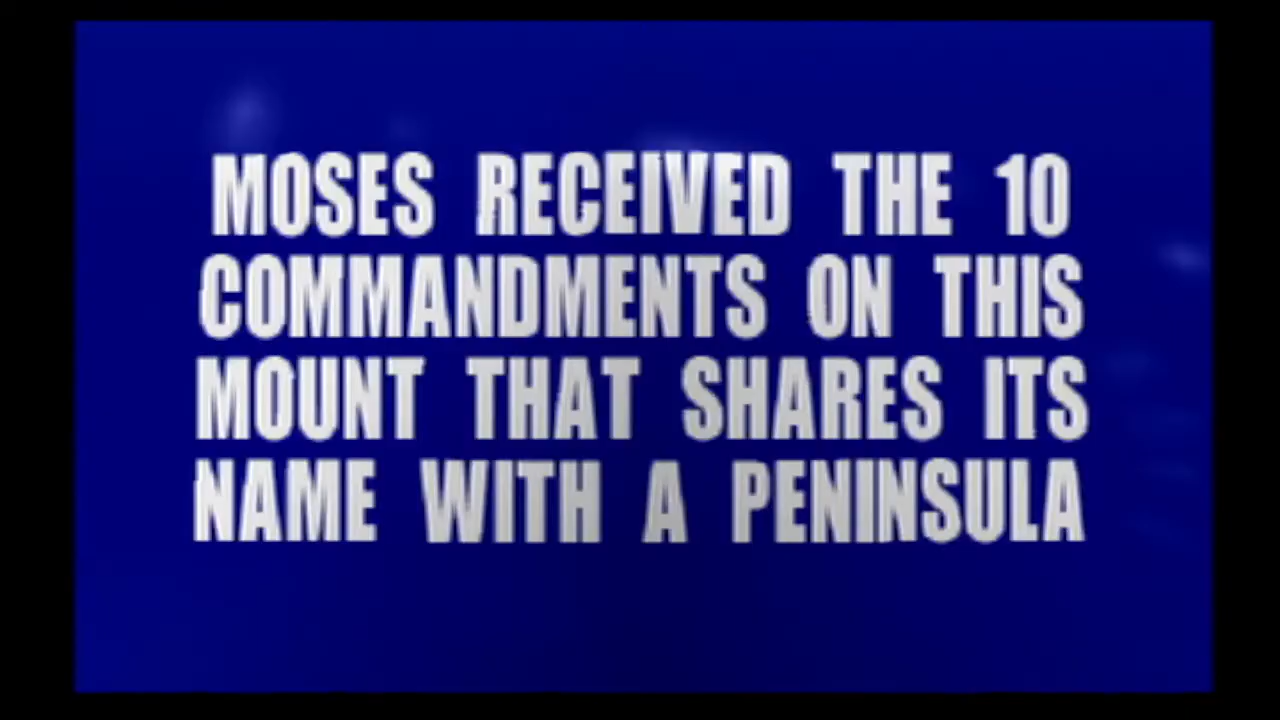 MOSES RECEIVED THE 10
COMMANDMENTS ON THIS
MOUNT THAT SHARES ITS
NAME WITH A PENINSULA